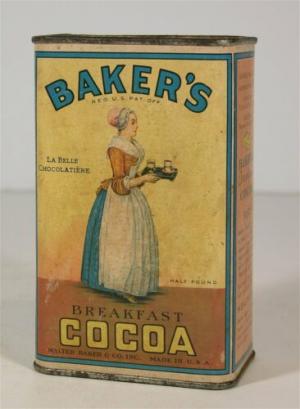 BAKER'S
REG. U.S. PAT. OFF.
LA BELLE
CHOCOLATIÈRE
HALF POUND
BREAKFAST
COCOA
WALTER BAKER & CO. INC. MADE IN U.S.A.